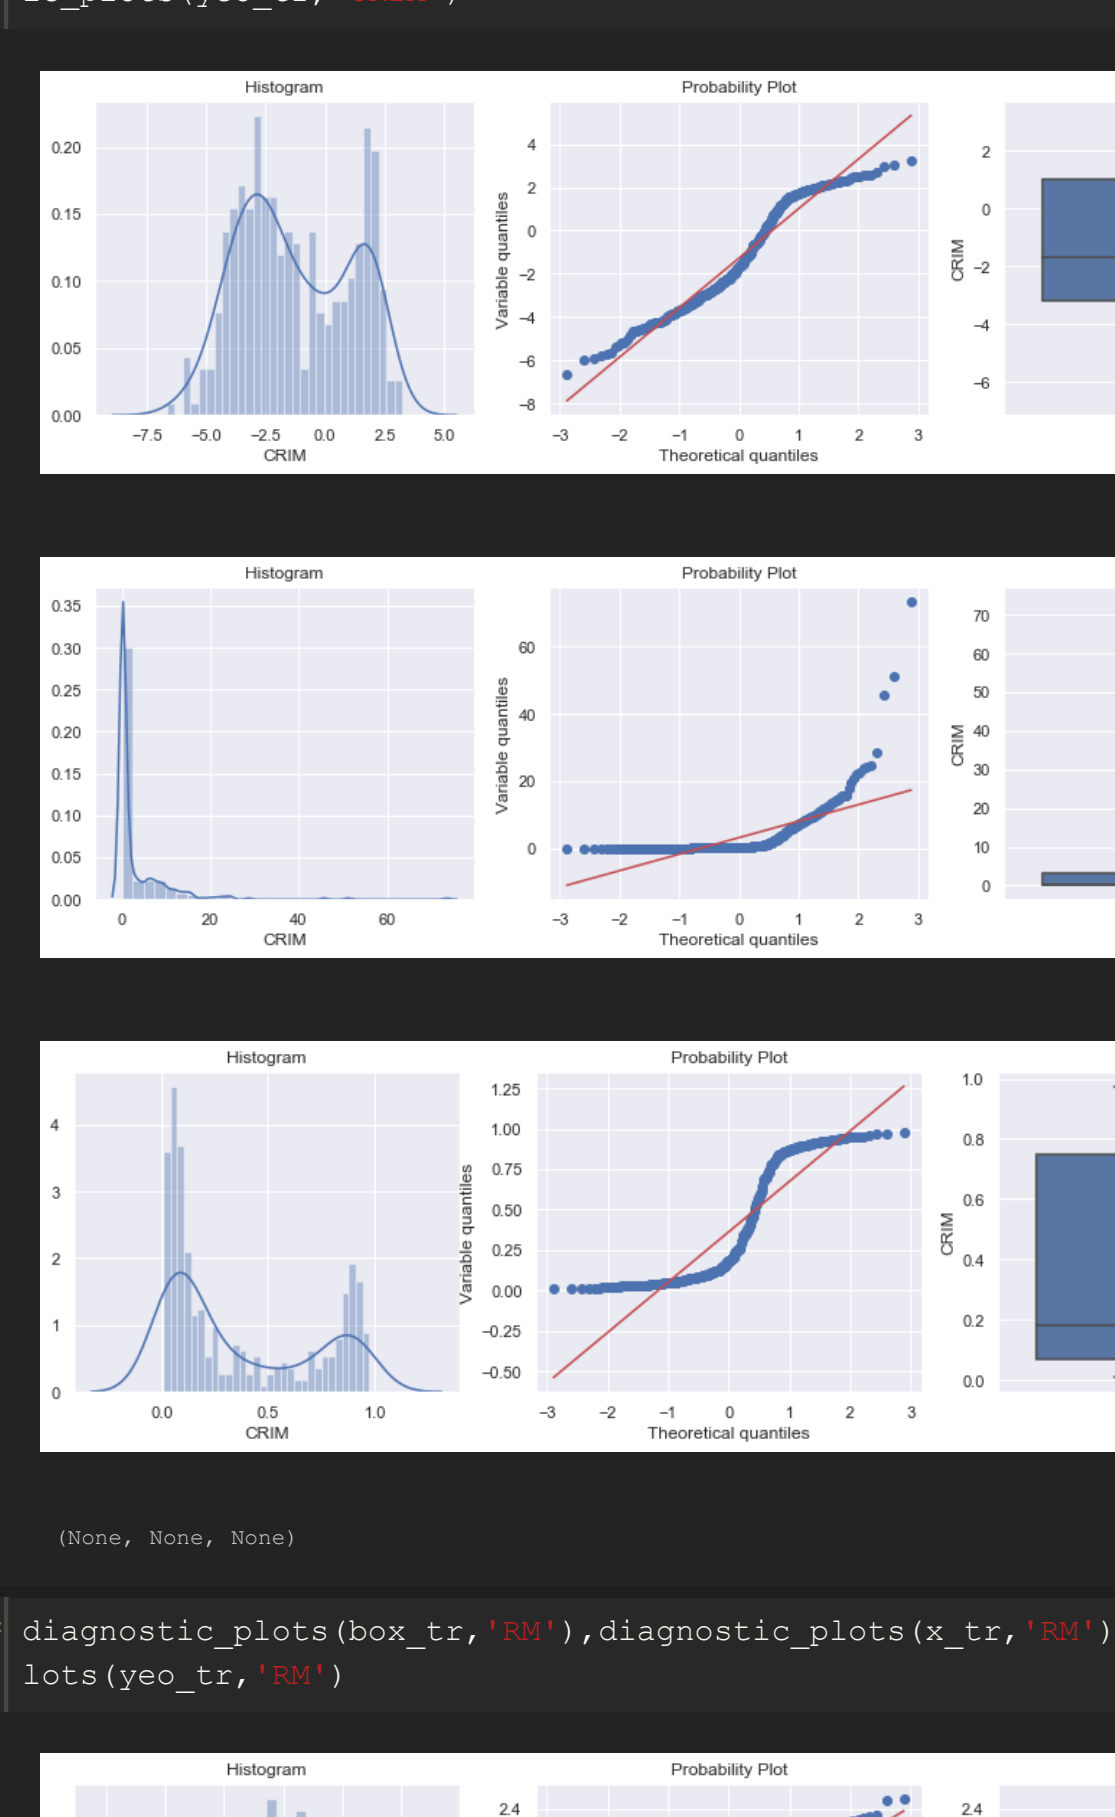 Histogram
Probability Plot
0.20
0.15
0.10
0.05
0.00
−7.5 −5.0 −2.5 0.0 2.5 5.0
CRIM
Variable quantiles
4
2
0
−2
−4
−6
−8
−3 −2 −1 0 1 2 3
Theoretical quantiles
CRIM
2
0
−2
−4
−6
Histogram
Probability Plot
0.35
0.30
0.25
0.20
0.15
0.10
0.05
0.00
0 20 40 60
CRIM
Variable quantiles
60
40
20
0
−3 −2 −1 0 1 2 3
Theoretical quantiles
CRIM
70
60
50
40
30
20
10
0
Histogram
Probability Plot
4
3
2
1
0
0.0 0.5 1.0
CRIM
Variable quantiles
1.25
1.00
0.75
0.50
0.25
0.00
−0.25
−0.50
−3 −2 −1 0 1 2 3
Theoretical quantiles
CRIM
1.0
0.8
0.6
0.4
0.2
0.0
(None, None, None)
diagnostic_plots(box_tr,'RM'),diagnostic_plots(x_tr,'RM')
lots(yeo_tr,'RM')
Histogram
Probability Plot
2.4
2.4